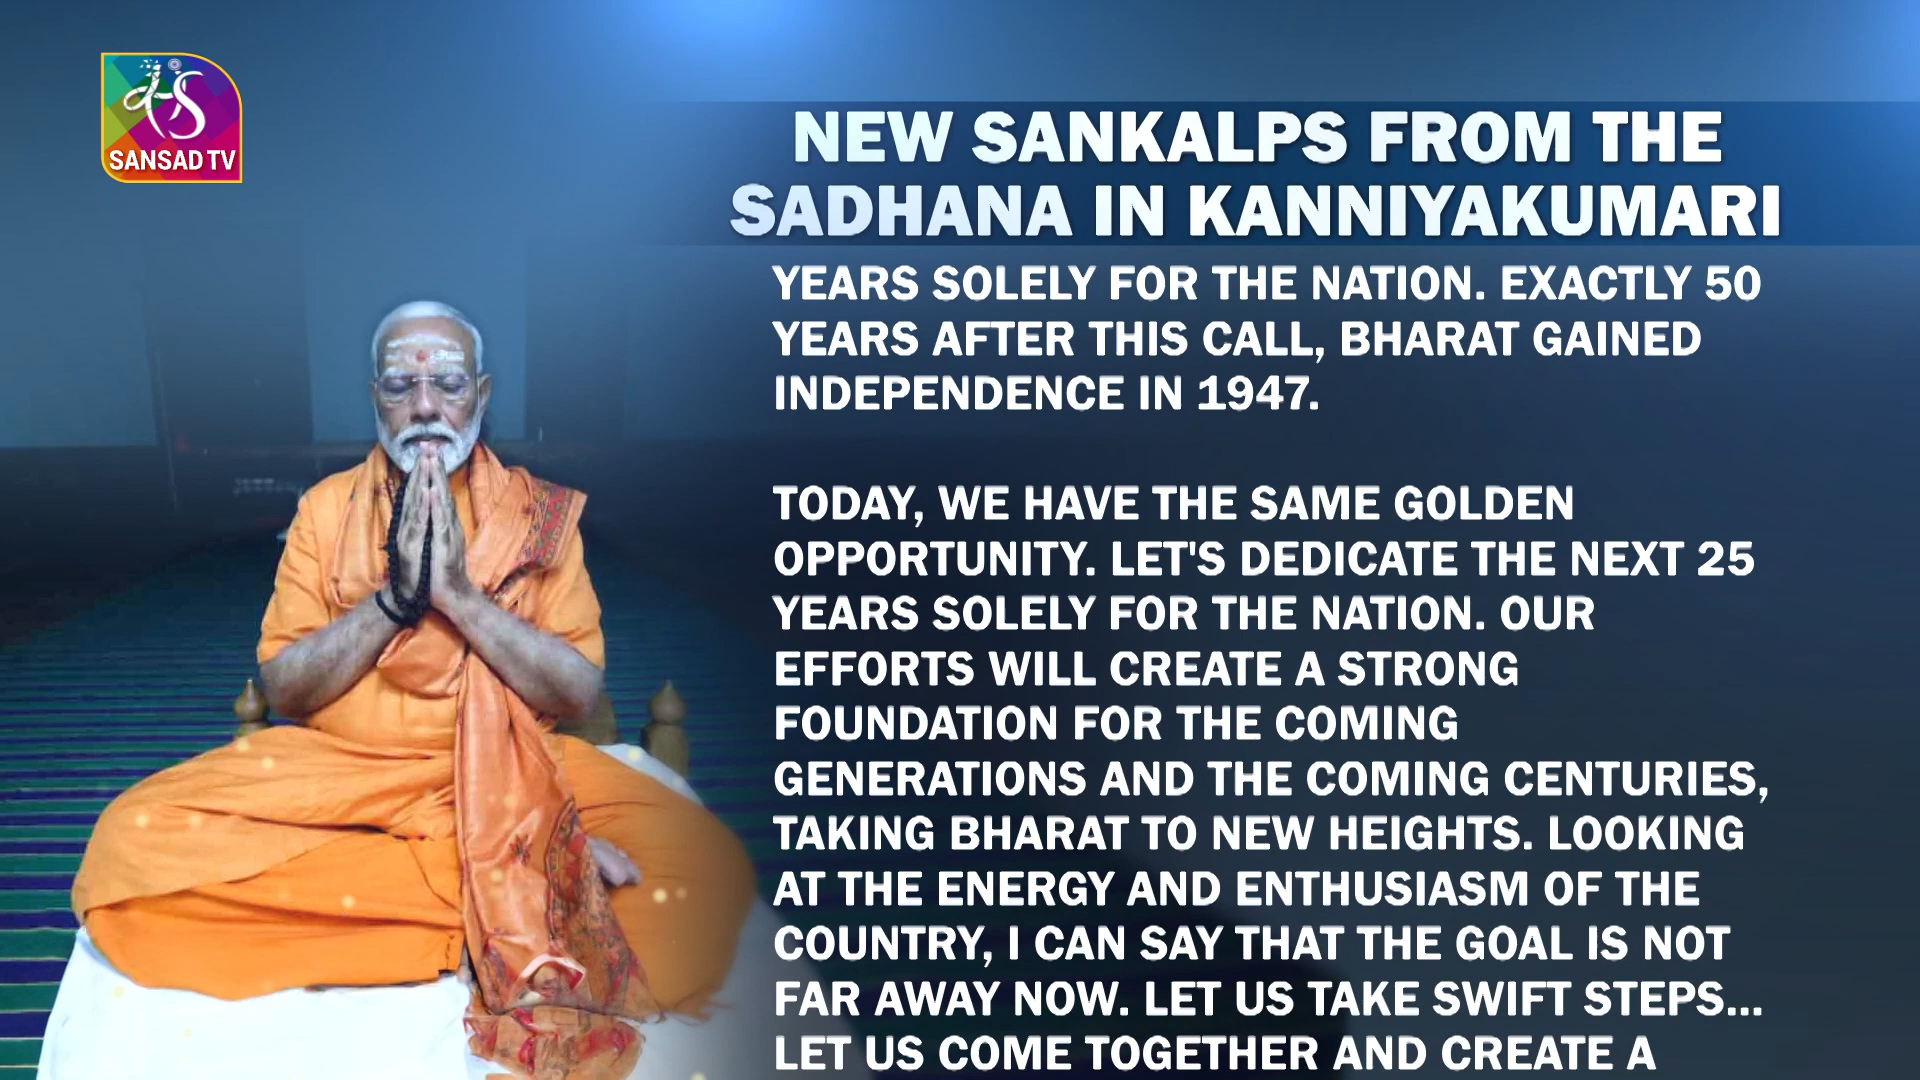 SANSAD TV
NEW SANKALPS FROM THE
SADHANA IN KANNIYAKUMARI
YEARS SOLELY FOR THE NATION. EXACTLY 50
YEARS AFTER THIS CALL, BHARAT GAINED
INDEPENDENCE IN 1947.
TODAY, WE HAVE THE SAME GOLDEN
OPPORTUNITY. LET'S DEDICATE THE NEXT 25
YEARS SOLELY FOR THE NATION. OUR
EFFORTS WILL CREATE A STRONG
FOUNDATION FOR THE COMING
GENERATIONS AND THE COMING CENTURIES,
TAKING BHARAT TO NEW HEIGHTS. LOOKING
AT THE ENERGY AND ENTHUSIASM OF THE
COUNTRY, I CAN SAY THAT THE GOAL IS NOT
FAR AWAY NOW. LET US TAKE SWIFT STEPS...
LET US COME TOGETHER AND CREATE A